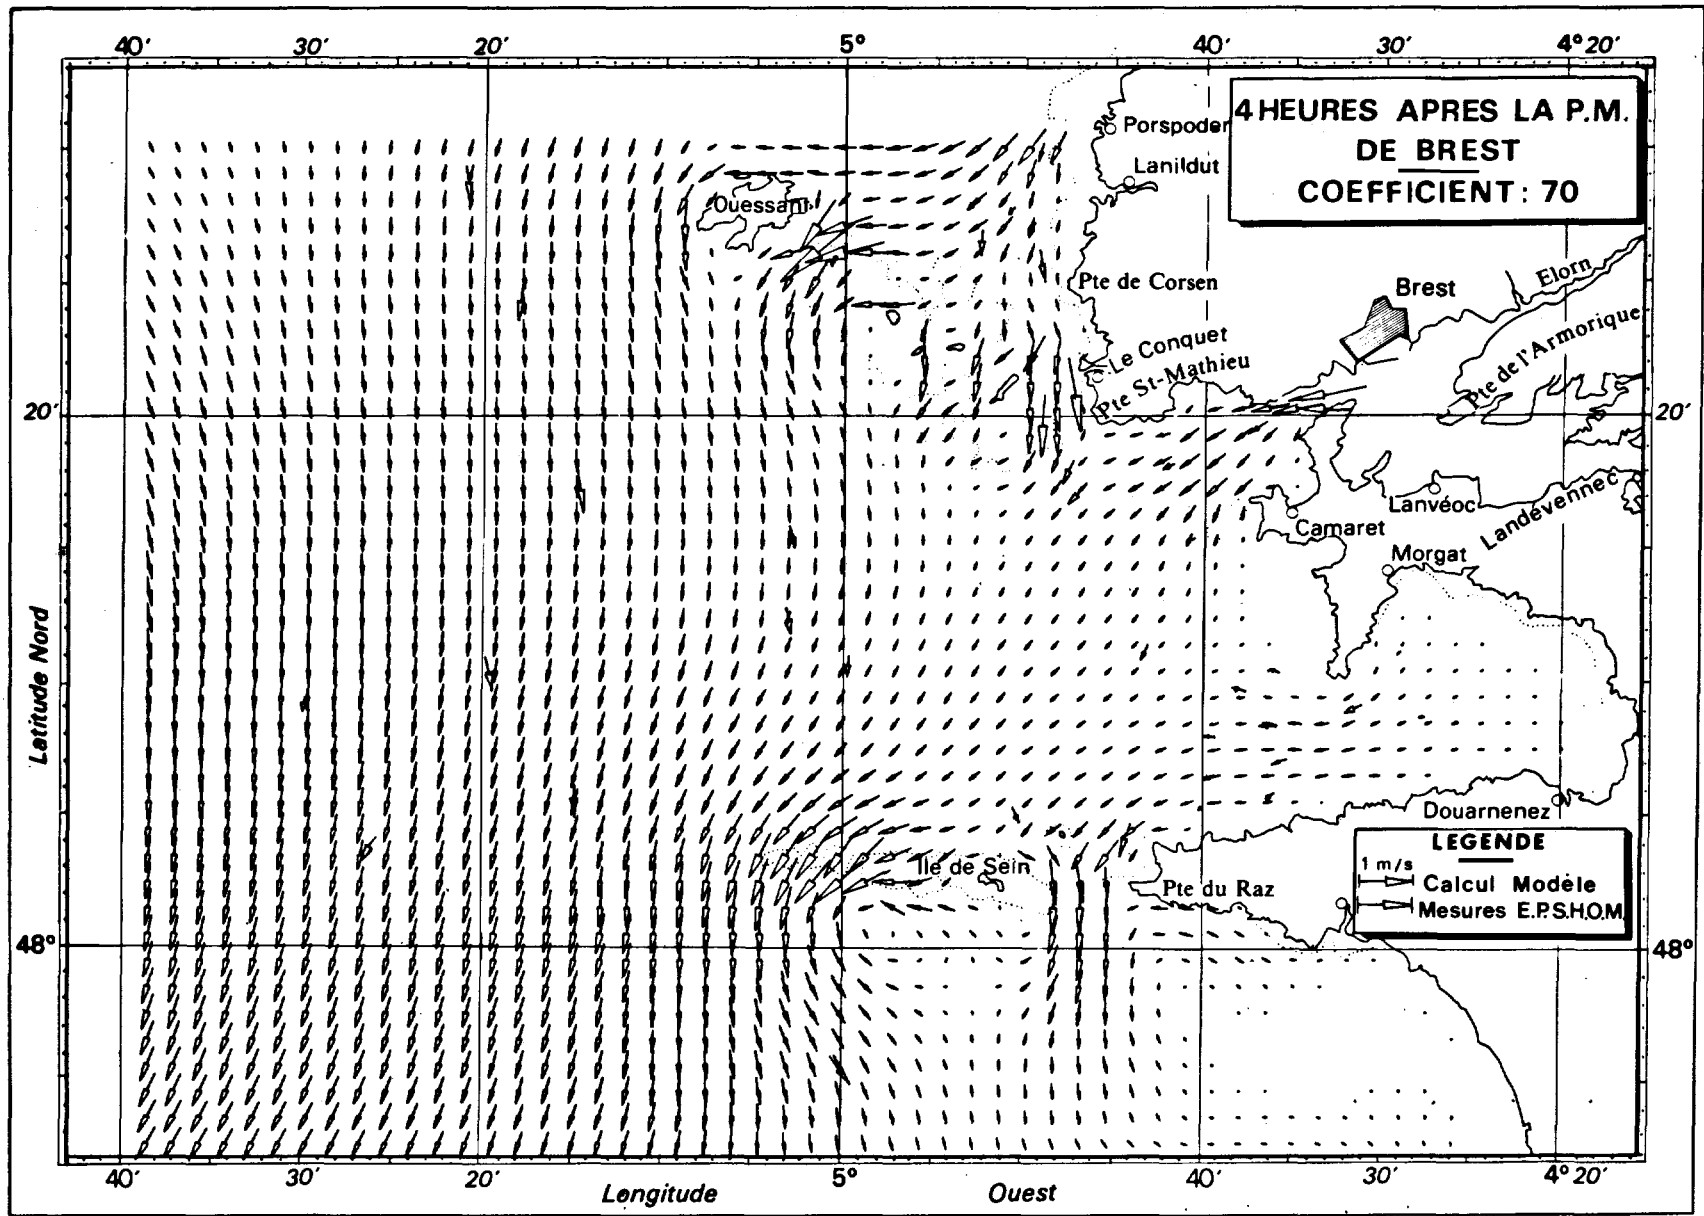 40′ 30′ 20′ 5° 40′ 30′ 4° 20′
4 HEURES APRES LA P.M.
DE BREST
COEFFICIENT : 70
Porspoder
Lanildut
Ouessant
Pte de Corsen
Brest
Elorn
Le Conquet
Pte St-Mathieu
Pte de l'Armorique
20′ 20′
Lanvéoc
Landévennec
Camaret
Morgat
Latitude Nord
Douarnenez
Ile de Sein
Pte du Raz
LEGENDE
1 m/s
Calcul Modèle
Mesures E.P.S.H.O.M.
48° 48°
40′ 30′ 20′ 5° 40′ 30′ 4° 20′
Longitude Ouest